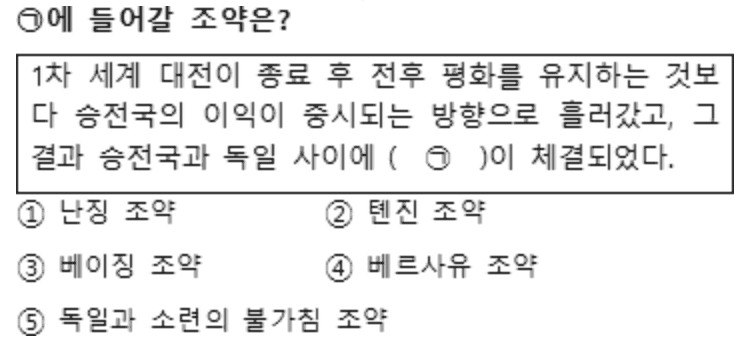 ㉠에 들어갈 조약은?
1차 세계 대전이 종료 후 전후 평화를 유지하는 것보
다 승전국의 이익이 중시되는 방향으로 흘러갔고, 그
결과 승전국과 독일 사이에 ( ㉠ )이 체결되었다.
① 난징 조약 ② 톈진 조약
③ 베이징 조약 ④ 베르사유 조약
⑤ 독일과 소련의 불가침 조약